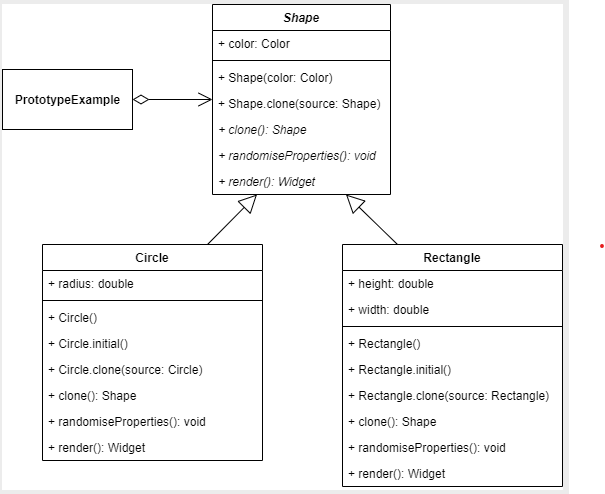 Shape
+ color: Color
+ Shape(color: Color)
+ Shape.clone(source: Shape)
+ clone(): Shape
+ randomiseProperties(): void
+ render(): Widget
PrototypeExample
Circle
+ radius: double
+ Circle()
+ Circle.initial()
+ Circle.clone(source: Circle)
+ clone(): Shape
+ randomiseProperties(): void
+ render(): Widget
Rectangle
+ height: double
+ width: double
+ Rectangle()
+ Rectangle.initial()
+ Rectangle.clone(source: Rectangle)
+ clone(): Shape
+ randomiseProperties(): void
+ render(): Widget